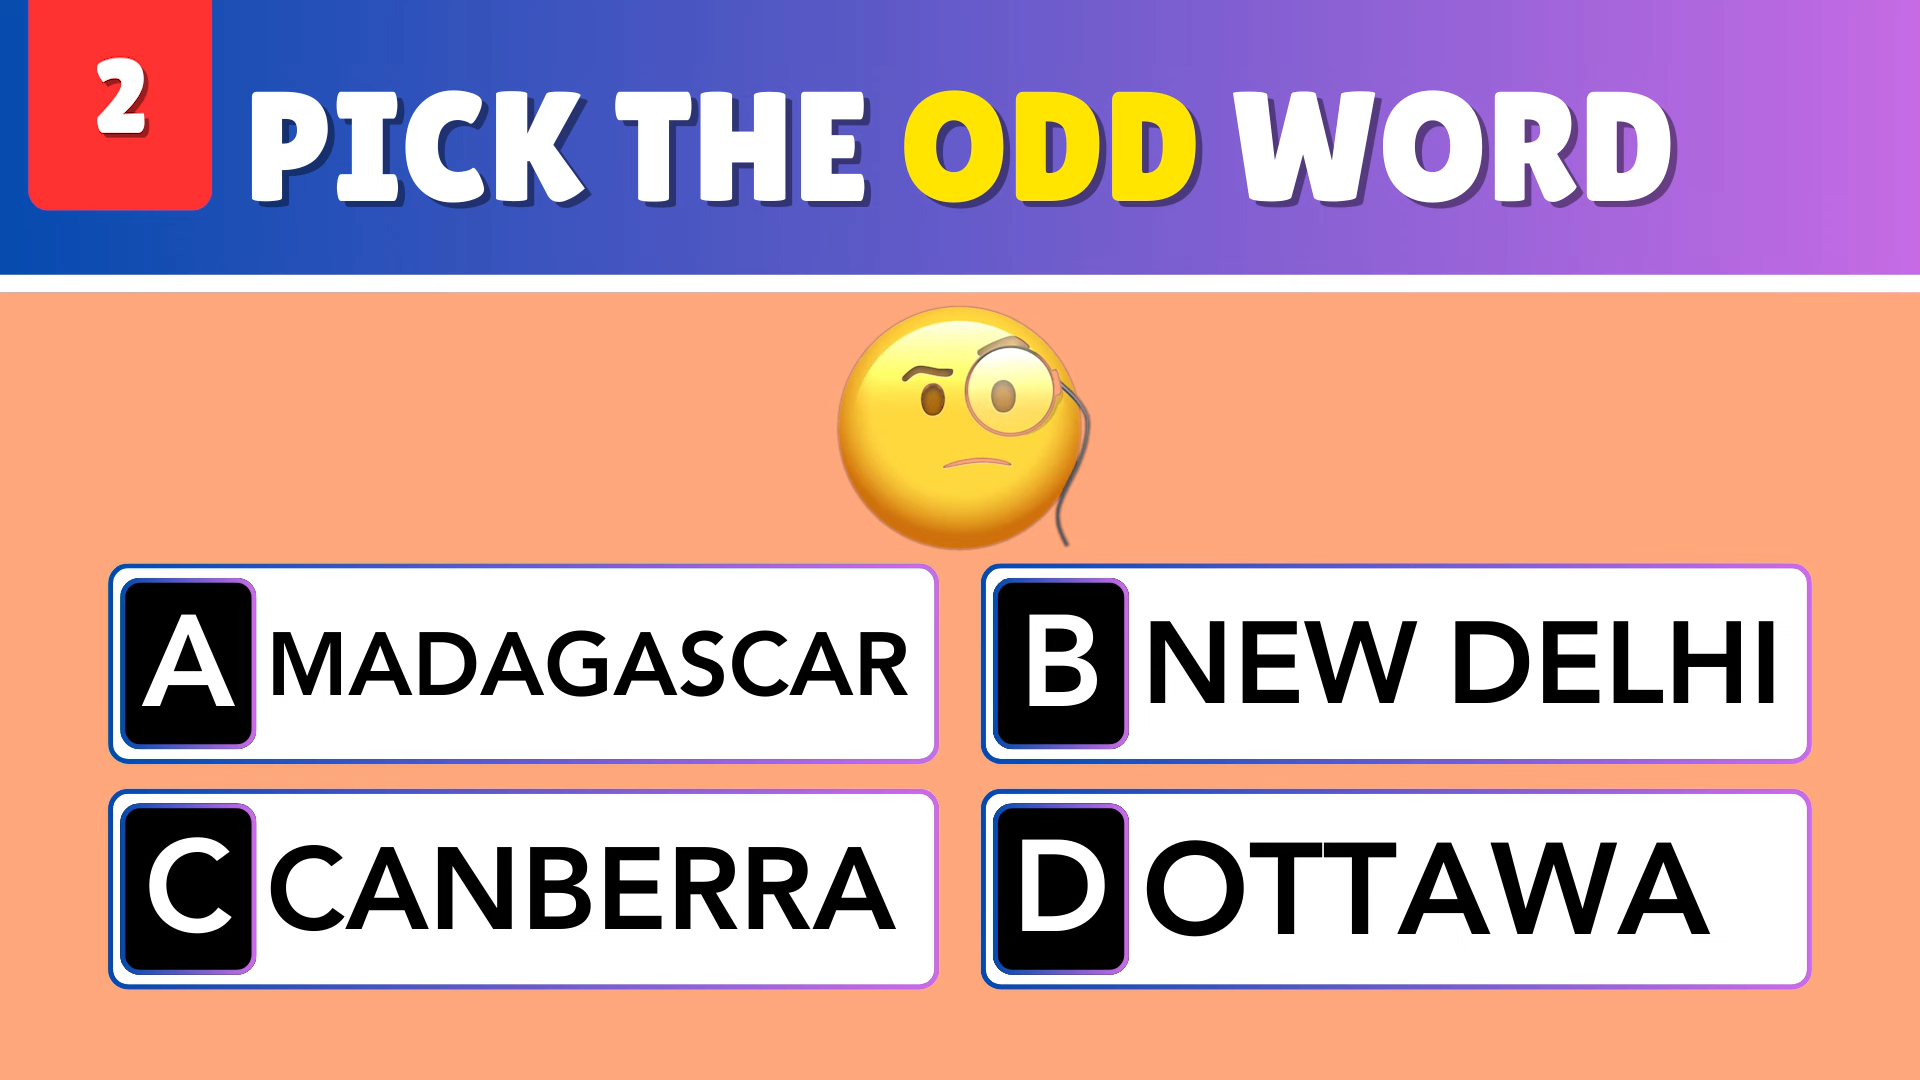 2
PICK THE ODD WORD
A MADAGASCAR
B NEW DELHI
C CANBERRA
D OTTAWA